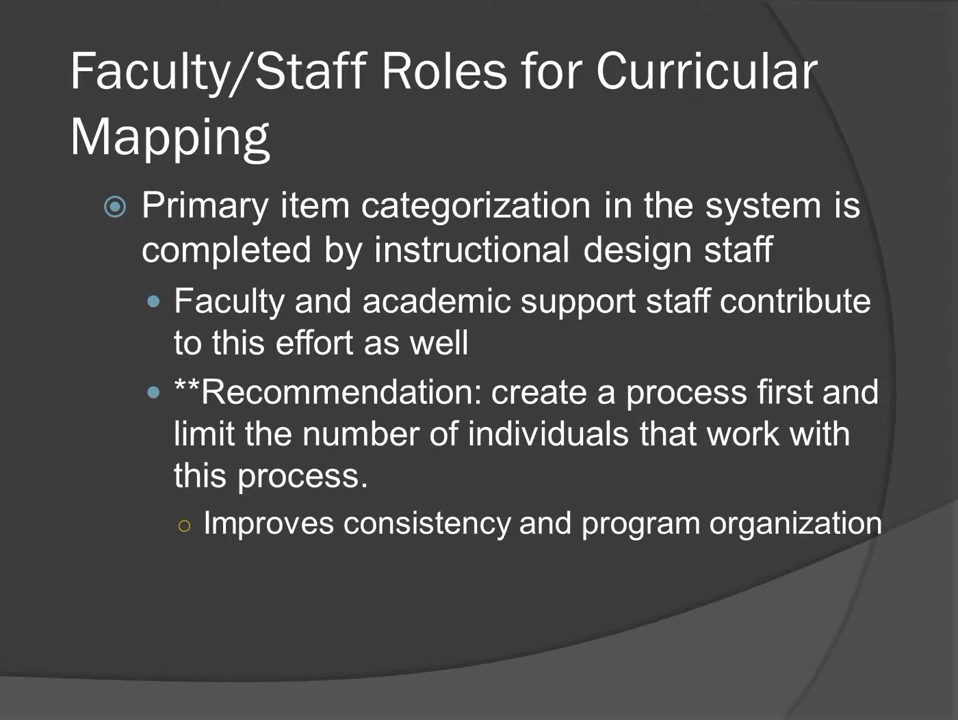 Faculty/Staff Roles for Curricular
Mapping
Primary item categorization in the system is
completed by instructional design staff
Faculty and academic support staff contribute
to this effort as well
**Recommendation: create a process first and
limit the number of individuals that work with
this process.
Improves consistency and program organization